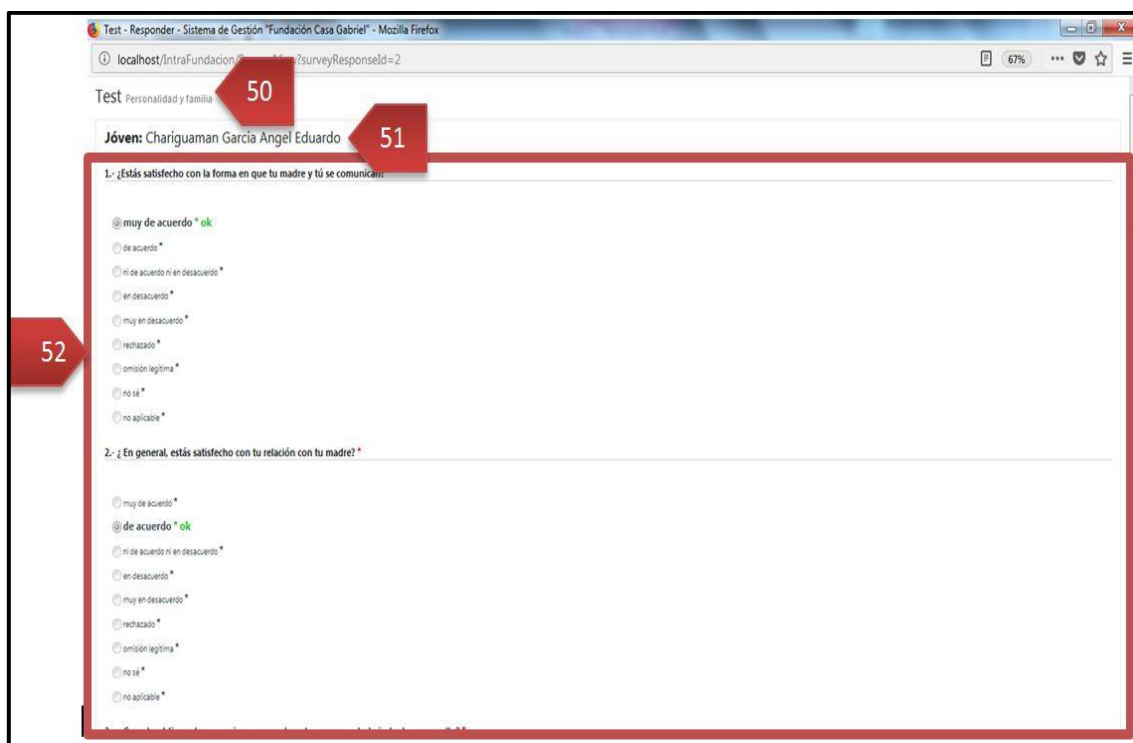 Test - Responder - Sistema de Gestión "Fundación Casa Gabriel" - Mozilla Firefox
localhost/IntraFundacion/ ?surveyResponseId=2 67%
Test Personalidad y familia 50
Jóven: Chariguaman Garcia Angel Eduardo 51
1.- ¿Estás satisfecho con la forma en que tu madre y tú se comunican?
muy de acuerdo * ok
de acuerdo *
ni de acuerdo ni en desacuerdo *
en desacuerdo *
muy en desacuerdo *
52
rechazado *
omisión legítima *
no sé *
no aplicable *
2.- ¿ En general, estás satisfecho con tu relación con tu madre? *
muy de acuerdo *
de acuerdo * ok
ni de acuerdo ni en desacuerdo *
en desacuerdo *
muy en desacuerdo *
rechazado *
omisión legítima *
no sé *
no aplicable *